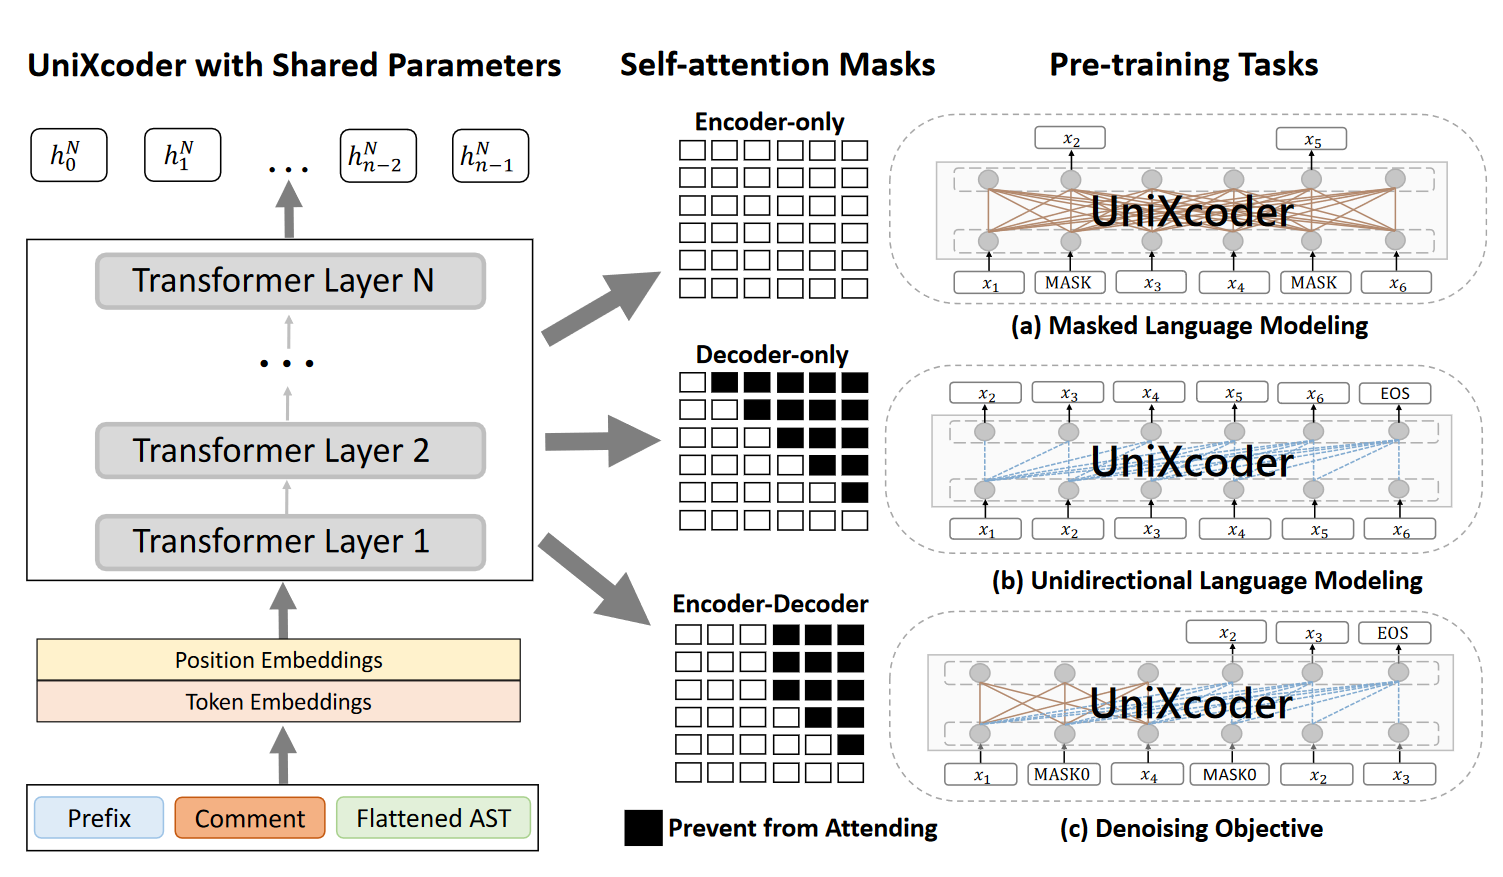 UniXcoder with Shared Parameters
h_0^N h_1^N ... h_{n-2}^N h_{n-1}^N
Transformer Layer N
...
Transformer Layer 2
Transformer Layer 1
Position Embeddings
Token Embeddings
Prefix Comment Flattened AST
Self-attention Masks
Encoder-only
Decoder-only
Encoder-Decoder
Prevent from Attending
Pre-training Tasks
x_2 x_5
UniXcoder
x_1 MASK x_3 x_4 MASK x_6
(a) Masked Language Modeling
x_2 x_3 x_4 x_5 x_6 EOS
UniXcoder
x_1 x_2 x_3 x_4 x_5 x_6
(b) Unidirectional Language Modeling
x_2 x_3 EOS
UniXcoder
x_1 MASK0 x_4 MASK0 x_2 x_3
(c) Denoising Objective